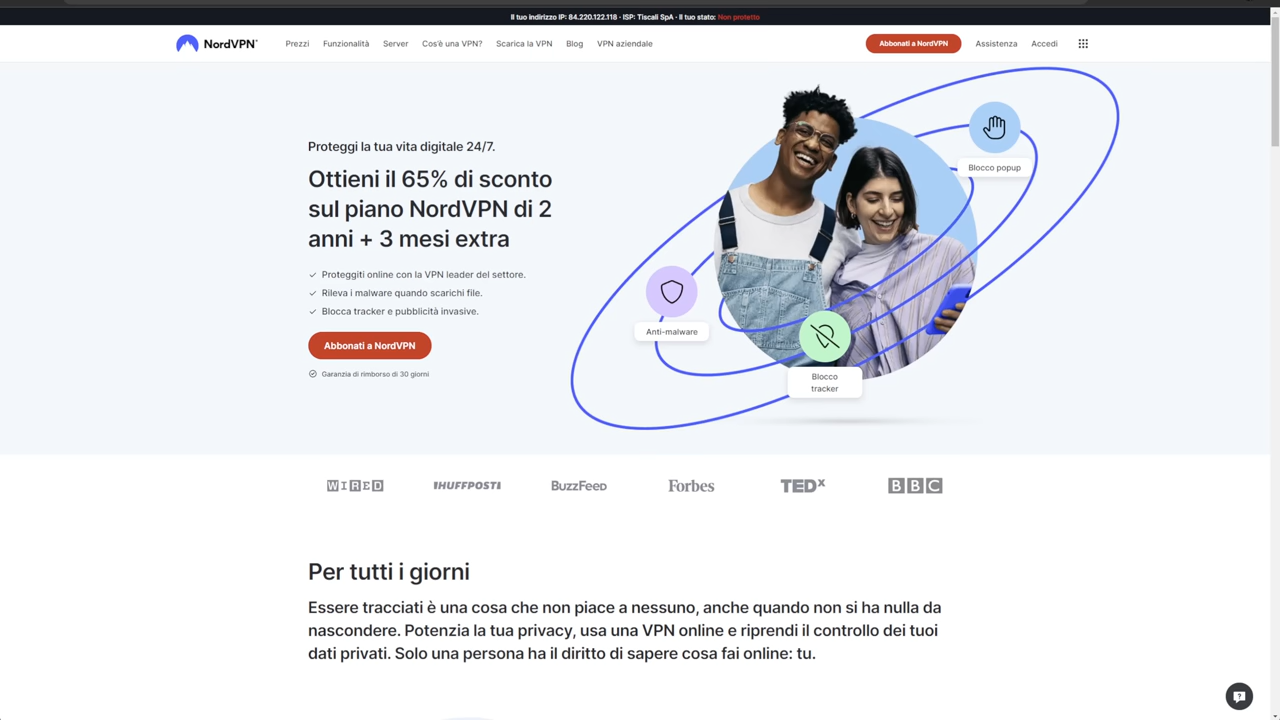 Il tuo indirizzo IP: 84.220.122.118 · ISP: Tiscali SpA · Il tuo stato: Non protetto
NordVPN®
Prezzi Funzionalità Server Cos'è una VPN? Scarica la VPN Blog VPN aziendale
Abbonati a NordVPN Assistenza Accedi
Proteggi la tua vita digitale 24/7.
Ottieni il 65% di sconto
sul piano NordVPN di 2
anni + 3 mesi extra
Proteggiti online con la VPN leader del settore.
Rileva i malware quando scarichi file.
Blocca tracker e pubblicità invasive.
Abbonati a NordVPN
Garanzia di rimborso di 30 giorni
Blocco popup
Anti-malware
Blocco
tracker
WIRED HUFFPOST BuzzFeed Forbes TEDx BBC
Per tutti i giorni
Essere tracciati è una cosa che non piace a nessuno, anche quando non si ha nulla da
nascondere. Potenzia la tua privacy, usa una VPN online e riprendi il controllo dei tuoi
dati privati. Solo una persona ha il diritto di sapere cosa fai online: tu.